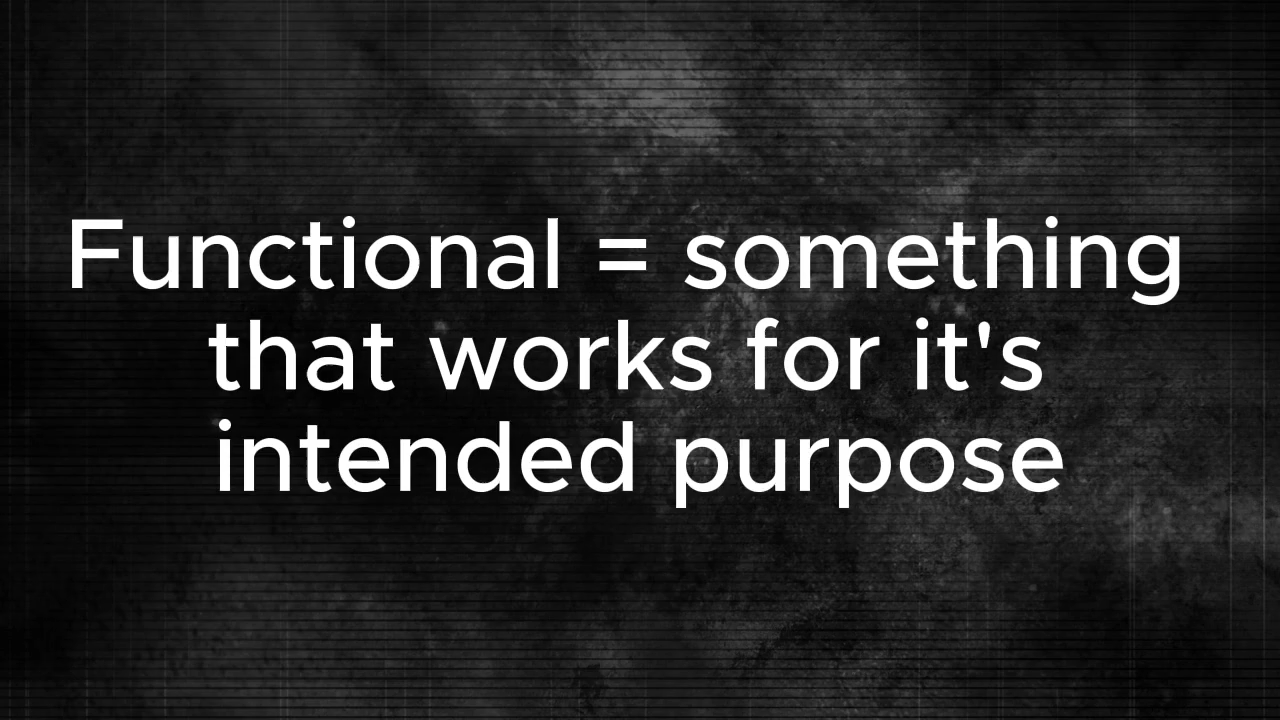 Functional = something
that works for it's
intended purpose